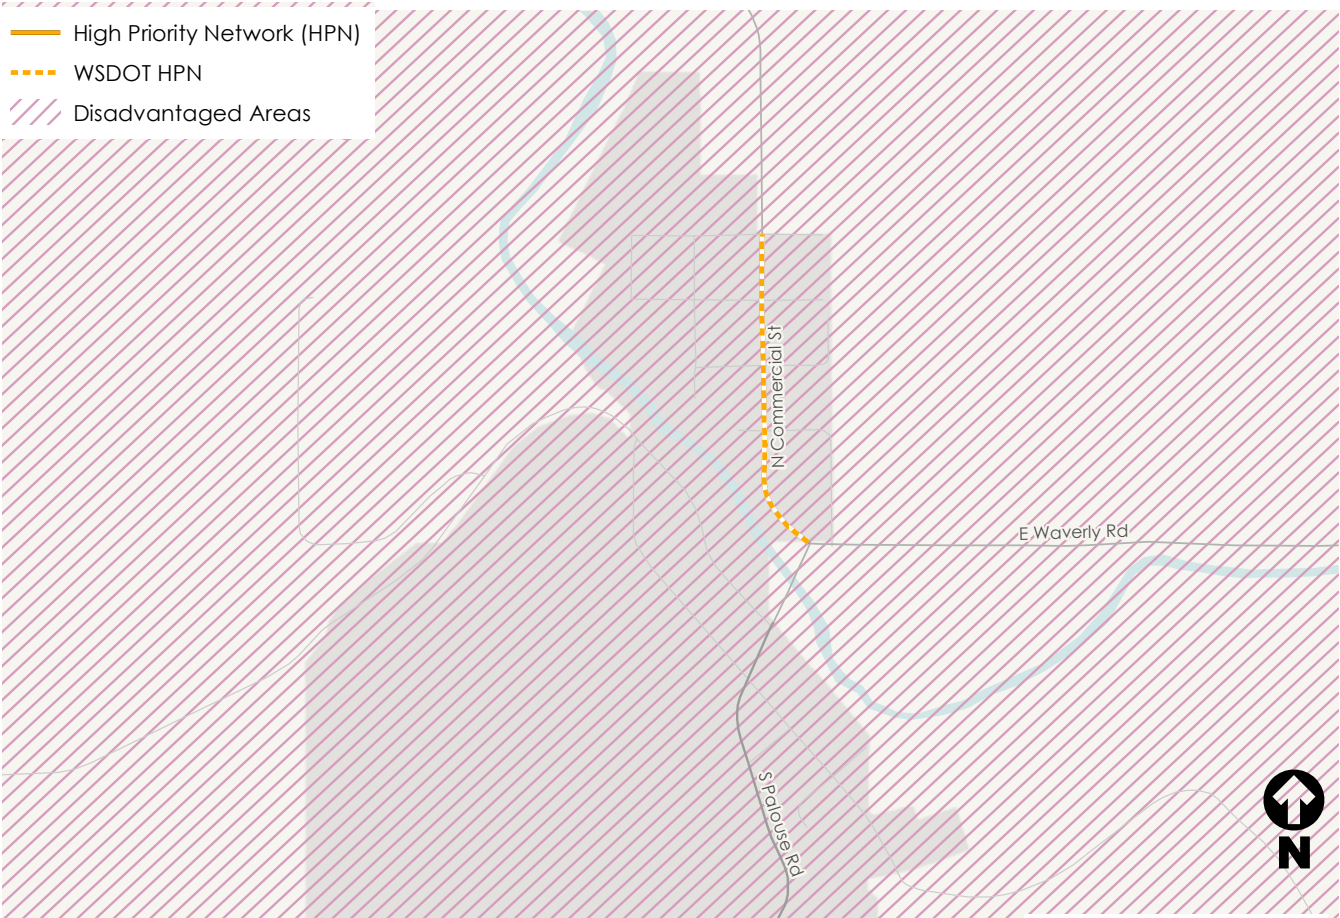 High Priority Network (HPN)
WSDOT HPN
Disadvantaged Areas
N Commercial St
E Waverly Rd
S Palouse Rd
N